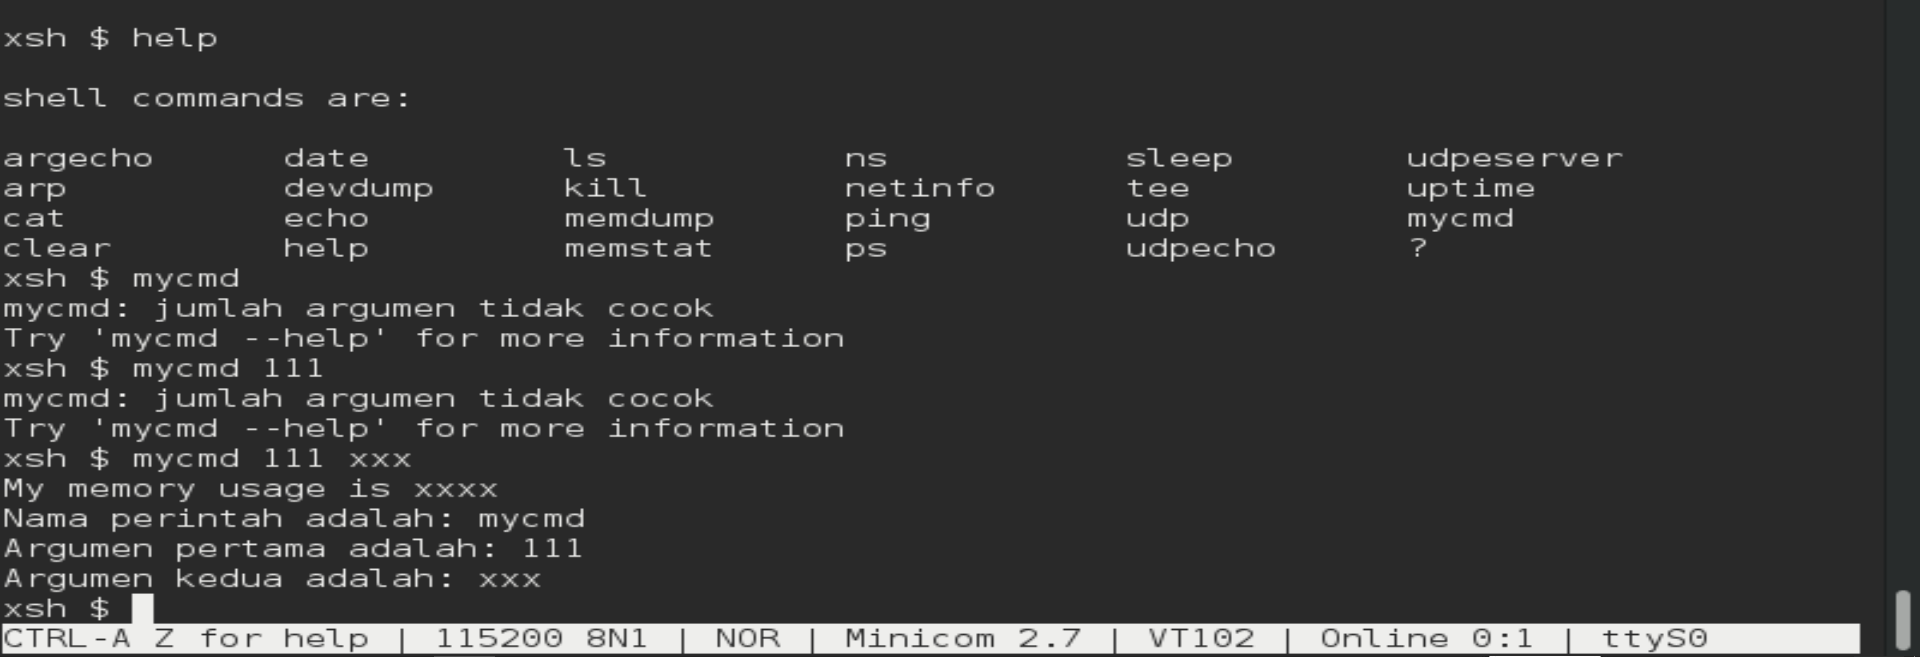 xsh $ help
shell commands are:
argecho date ls ns sleep udpeserver
arp devdump kill netinfo tee uptime
cat echo memdump ping udp mycmd
clear help memstat ps udpecho ?
xsh $ mycmd
mycmd: jumlah argumen tidak cocok
Try 'mycmd --help' for more information
xsh $ mycmd 111
mycmd: jumlah argumen tidak cocok
Try 'mycmd --help' for more information
xsh $ mycmd 111 xxx
My memory usage is xxxx
Nama perintah adalah: mycmd
Argumen pertama adalah: 111
Argumen kedua adalah: xxx
xsh $
CTRL-A Z for help | 115200 8N1 | NOR | Minicom 2.7 | VT102 | Online 0:1 | ttyS0